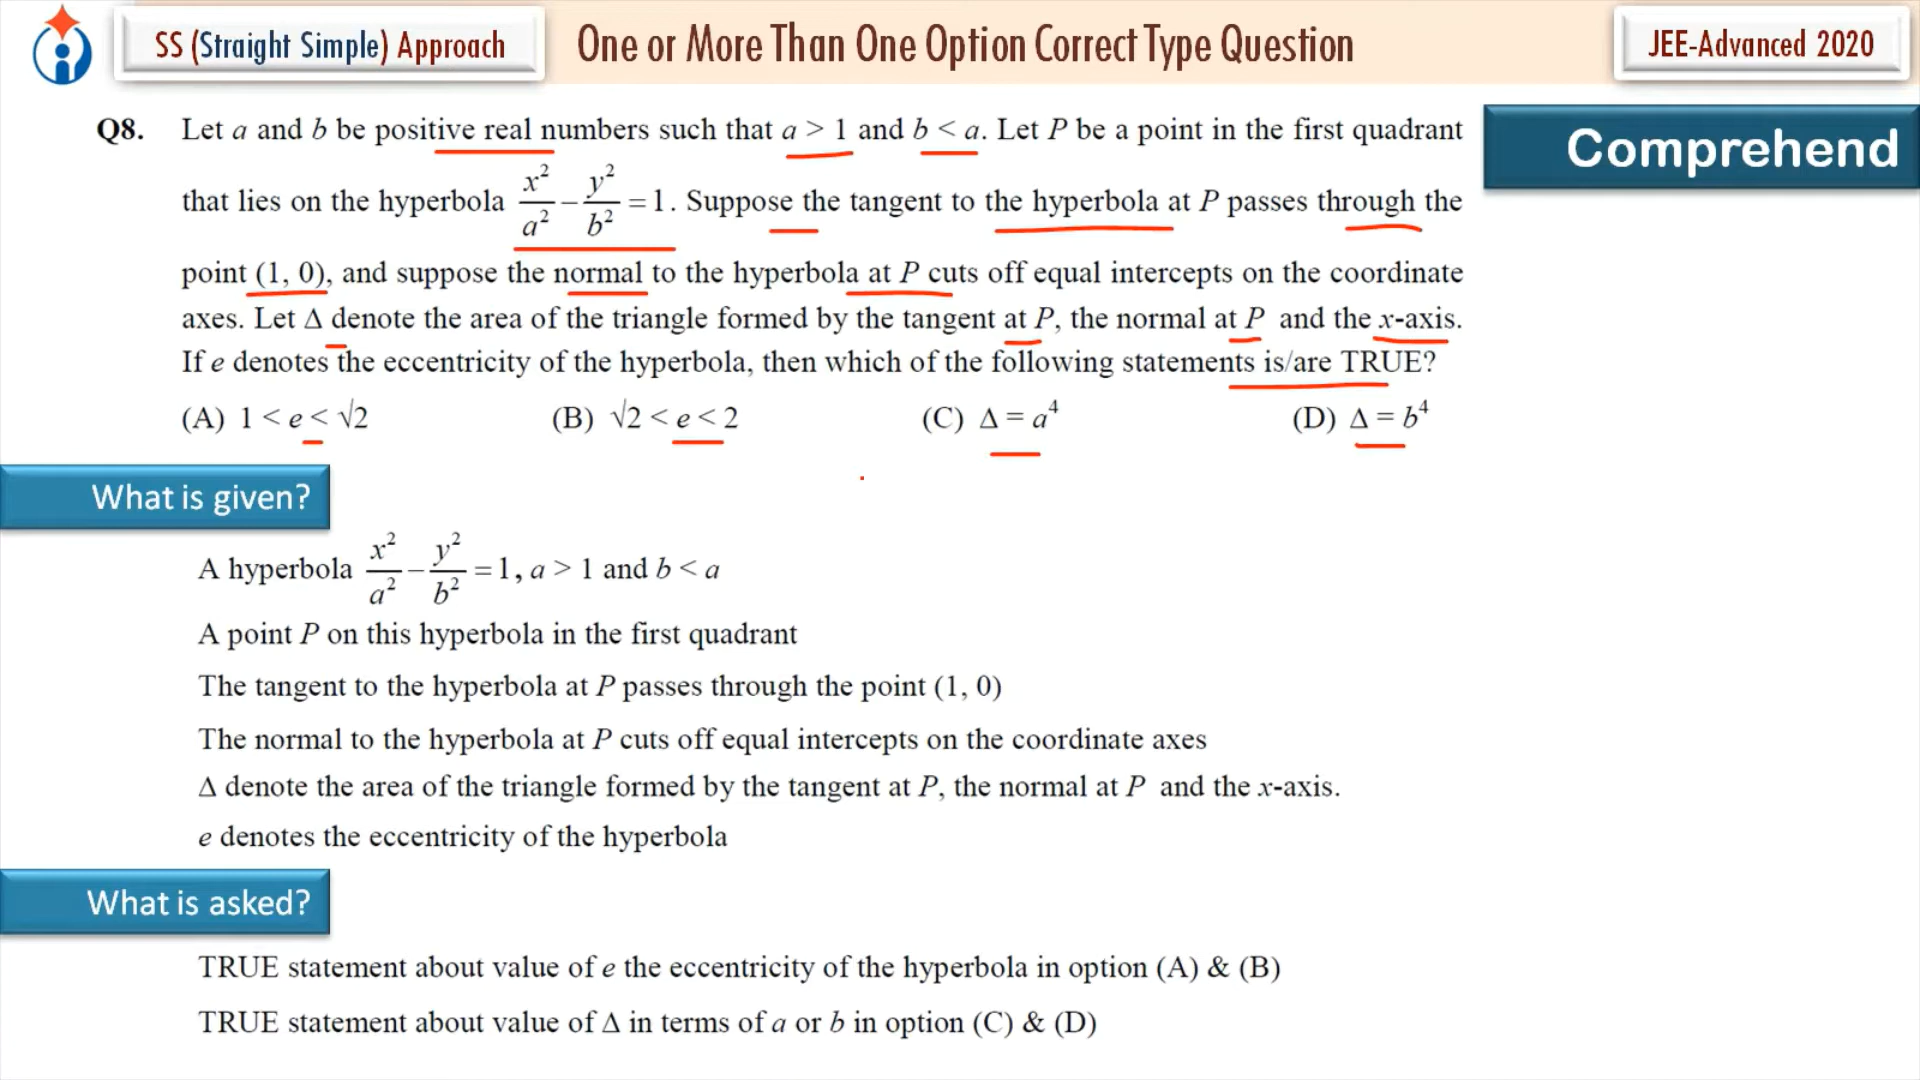 SS (Straight Simple) Approach
One or More Than One Option Correct Type Question
JEE-Advanced 2020
Comprehend
Q8. Let a and b be positive real numbers such that a > 1 and b < a. Let P be a point in the first quadrant
that lies on the hyperbola x²/a² − y²/b² = 1. Suppose the tangent to the hyperbola at P passes through the
point (1, 0), and suppose the normal to the hyperbola at P cuts off equal intercepts on the coordinate
axes. Let Δ denote the area of the triangle formed by the tangent at P, the normal at P and the x-axis.
If e denotes the eccentricity of the hyperbola, then which of the following statements is/are TRUE?
(A) 1 < e < √2 (B) √2 < e < 2 (C) Δ = a⁴ (D) Δ = b⁴
What is given?
A hyperbola x²/a² − y²/b² = 1, a > 1 and b < a
A point P on this hyperbola in the first quadrant
The tangent to the hyperbola at P passes through the point (1, 0)
The normal to the hyperbola at P cuts off equal intercepts on the coordinate axes
Δ denote the area of the triangle formed by the tangent at P, the normal at P and the x-axis.
e denotes the eccentricity of the hyperbola
What is asked?
TRUE statement about value of e the eccentricity of the hyperbola in option (A) & (B)
TRUE statement about value of Δ in terms of a or b in option (C) & (D)